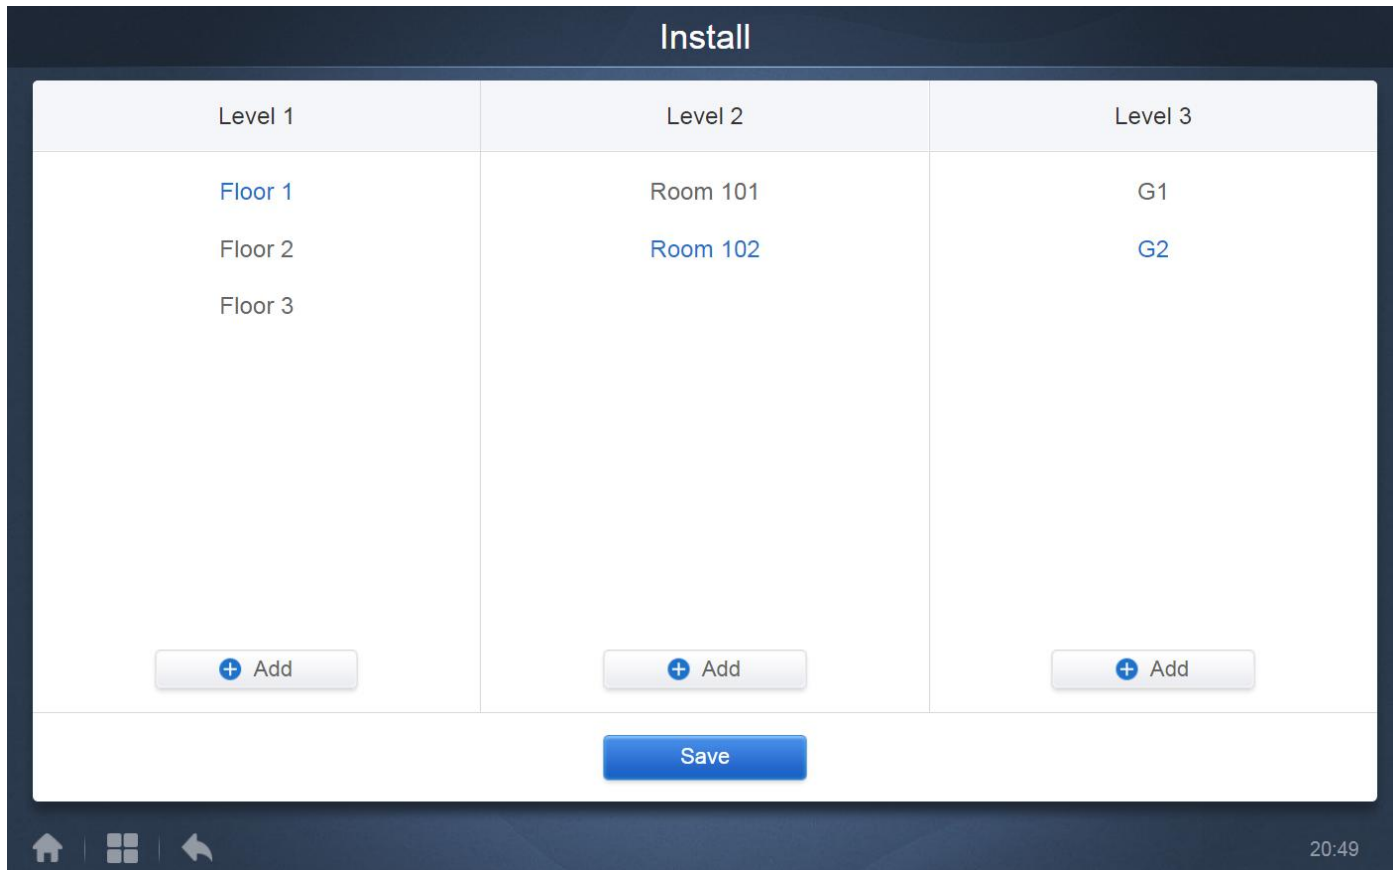 Install
Level 1 Level 2 Level 3
Floor 1 Room 101 G1
Floor 2 Room 102 G2
Floor 3
Add Add Add
Save
20:49